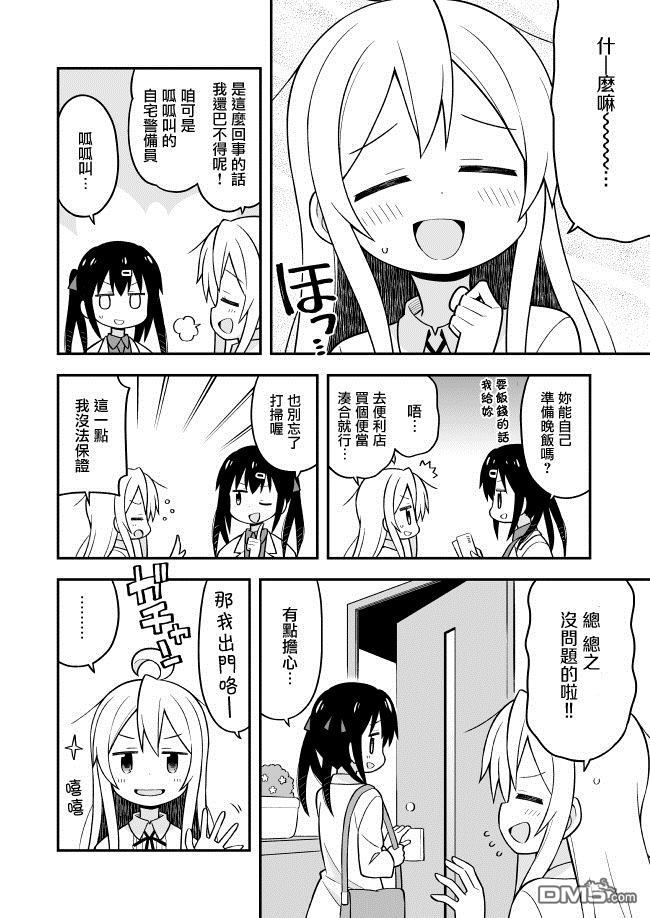 什—麼嘛~~~~~~…
ほっ…
是這麼回事的話
我還巴不得呢！
咱可是
呱呱叫的
自宅警備員
呱呱叫…
妳能自己
準備晚飯嗎？
要飯錢的話
我給妳
唔…
去便利店
買個便當
湊合就行…
也別忘了
打掃喔
這一點
我沒法保證
總 總之
沒問題的啦!!
有點擔心…
那我出門咯—
ガチャ—
………
嘻嘻
DM5.com